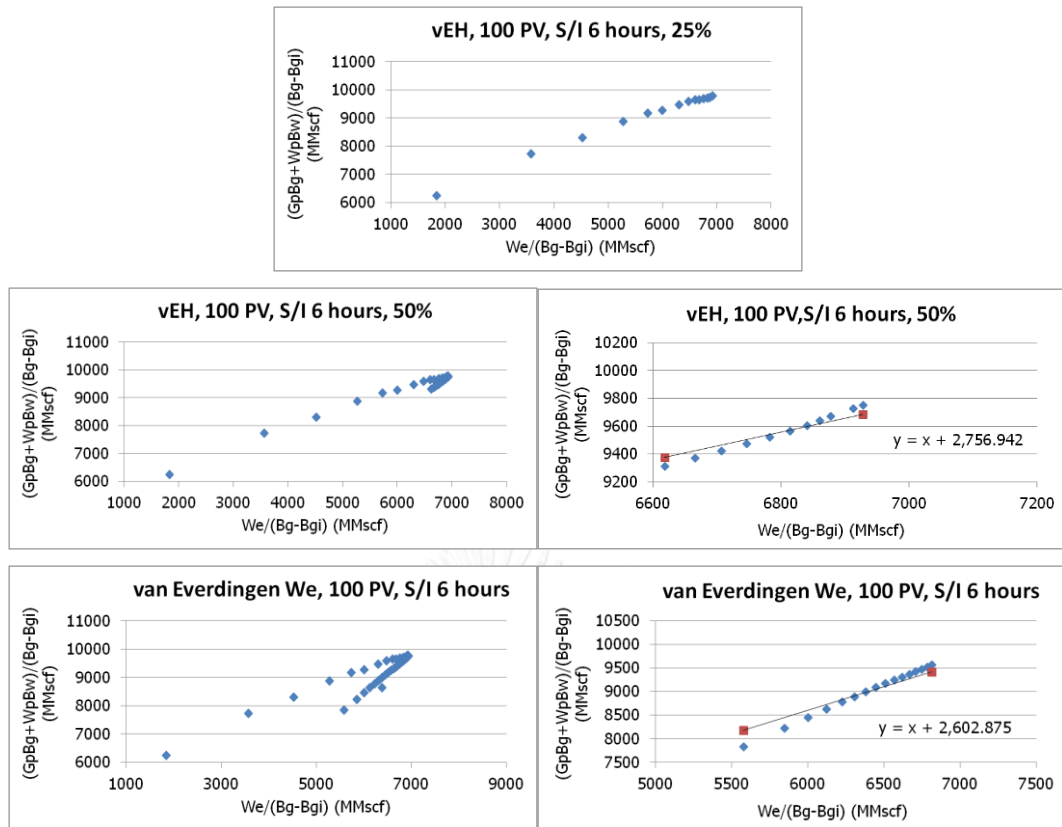 vEH, 100 PV, S/I 6 hours, 25%
(GpBg+WpBw)/(Bg-Bgi)
(MMscf)
11000
10000
9000
8000
7000
6000
1000 2000 3000 4000 5000 6000 7000 8000
We/(Bg-Bgi) (MMscf)
vEH, 100 PV, S/I 6 hours, 50%
(GpBg+WpBw)/(Bg-Bgi)
(MMscf)
11000
10000
9000
8000
7000
6000
1000 2000 3000 4000 5000 6000 7000 8000
We/(Bg-Bgi) (MMscf)
vEH, 100 PV,S/I 6 hours, 50%
(GpBg+WpBw)/(Bg-Bgi)
(MMscf)
10200
10000
9800
9600
9400
9200
y = x + 2,756.942
6600 6800 7000 7200
We/(Bg-Bgi) (MMscf)
van Everdingen We, 100 PV, S/I 6 hours
(GpBg+WpBw)/(Bg-Bgi)
(MMscf)
11000
10000
9000
8000
7000
6000
1000 3000 5000 7000 9000
We/(Bg-Bgi) (MMscf)
van Everdingen We, 100 PV, S/I 6 hours
(GpBg+WpBw)/(Bg-Bgi)
(MMscf)
10500
10000
9500
9000
8500
8000
7500
y = x + 2,602.875
5000 5500 6000 6500 7000 7500
We/(Bg-Bgi) (MMscf)